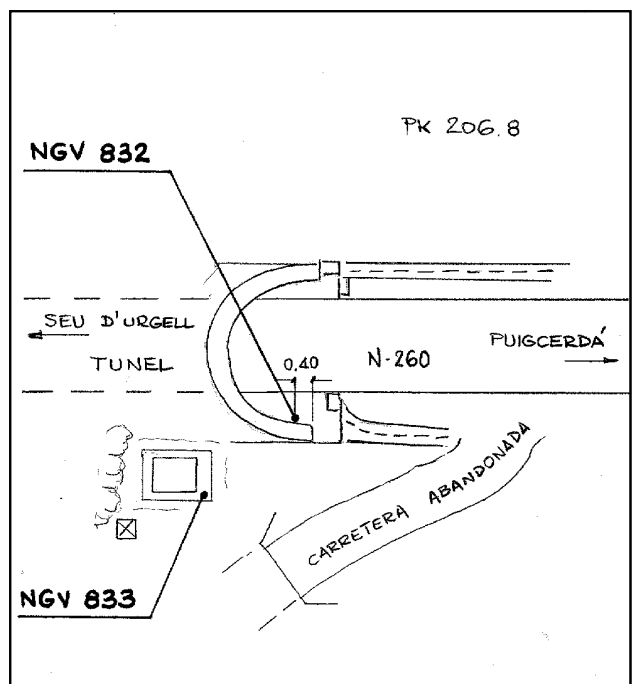 PK 206.8
NGV 832
SEU D'URGELL
TUNEL
0,40
N-260
PUIGCERDÁ
CARRETERA ABANDONADA
NGV 833